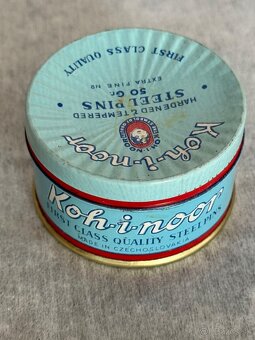 FIRST CLASS QUALITY
EXTRA FINE No
50 Gr.
STEEL PINS
HARDENED & TEMPERED
Koh-i-noor
Koh-i-noor
FIRST CLASS QUALITY STEEL PINS
MADE IN CZECHOSLOVAKIA